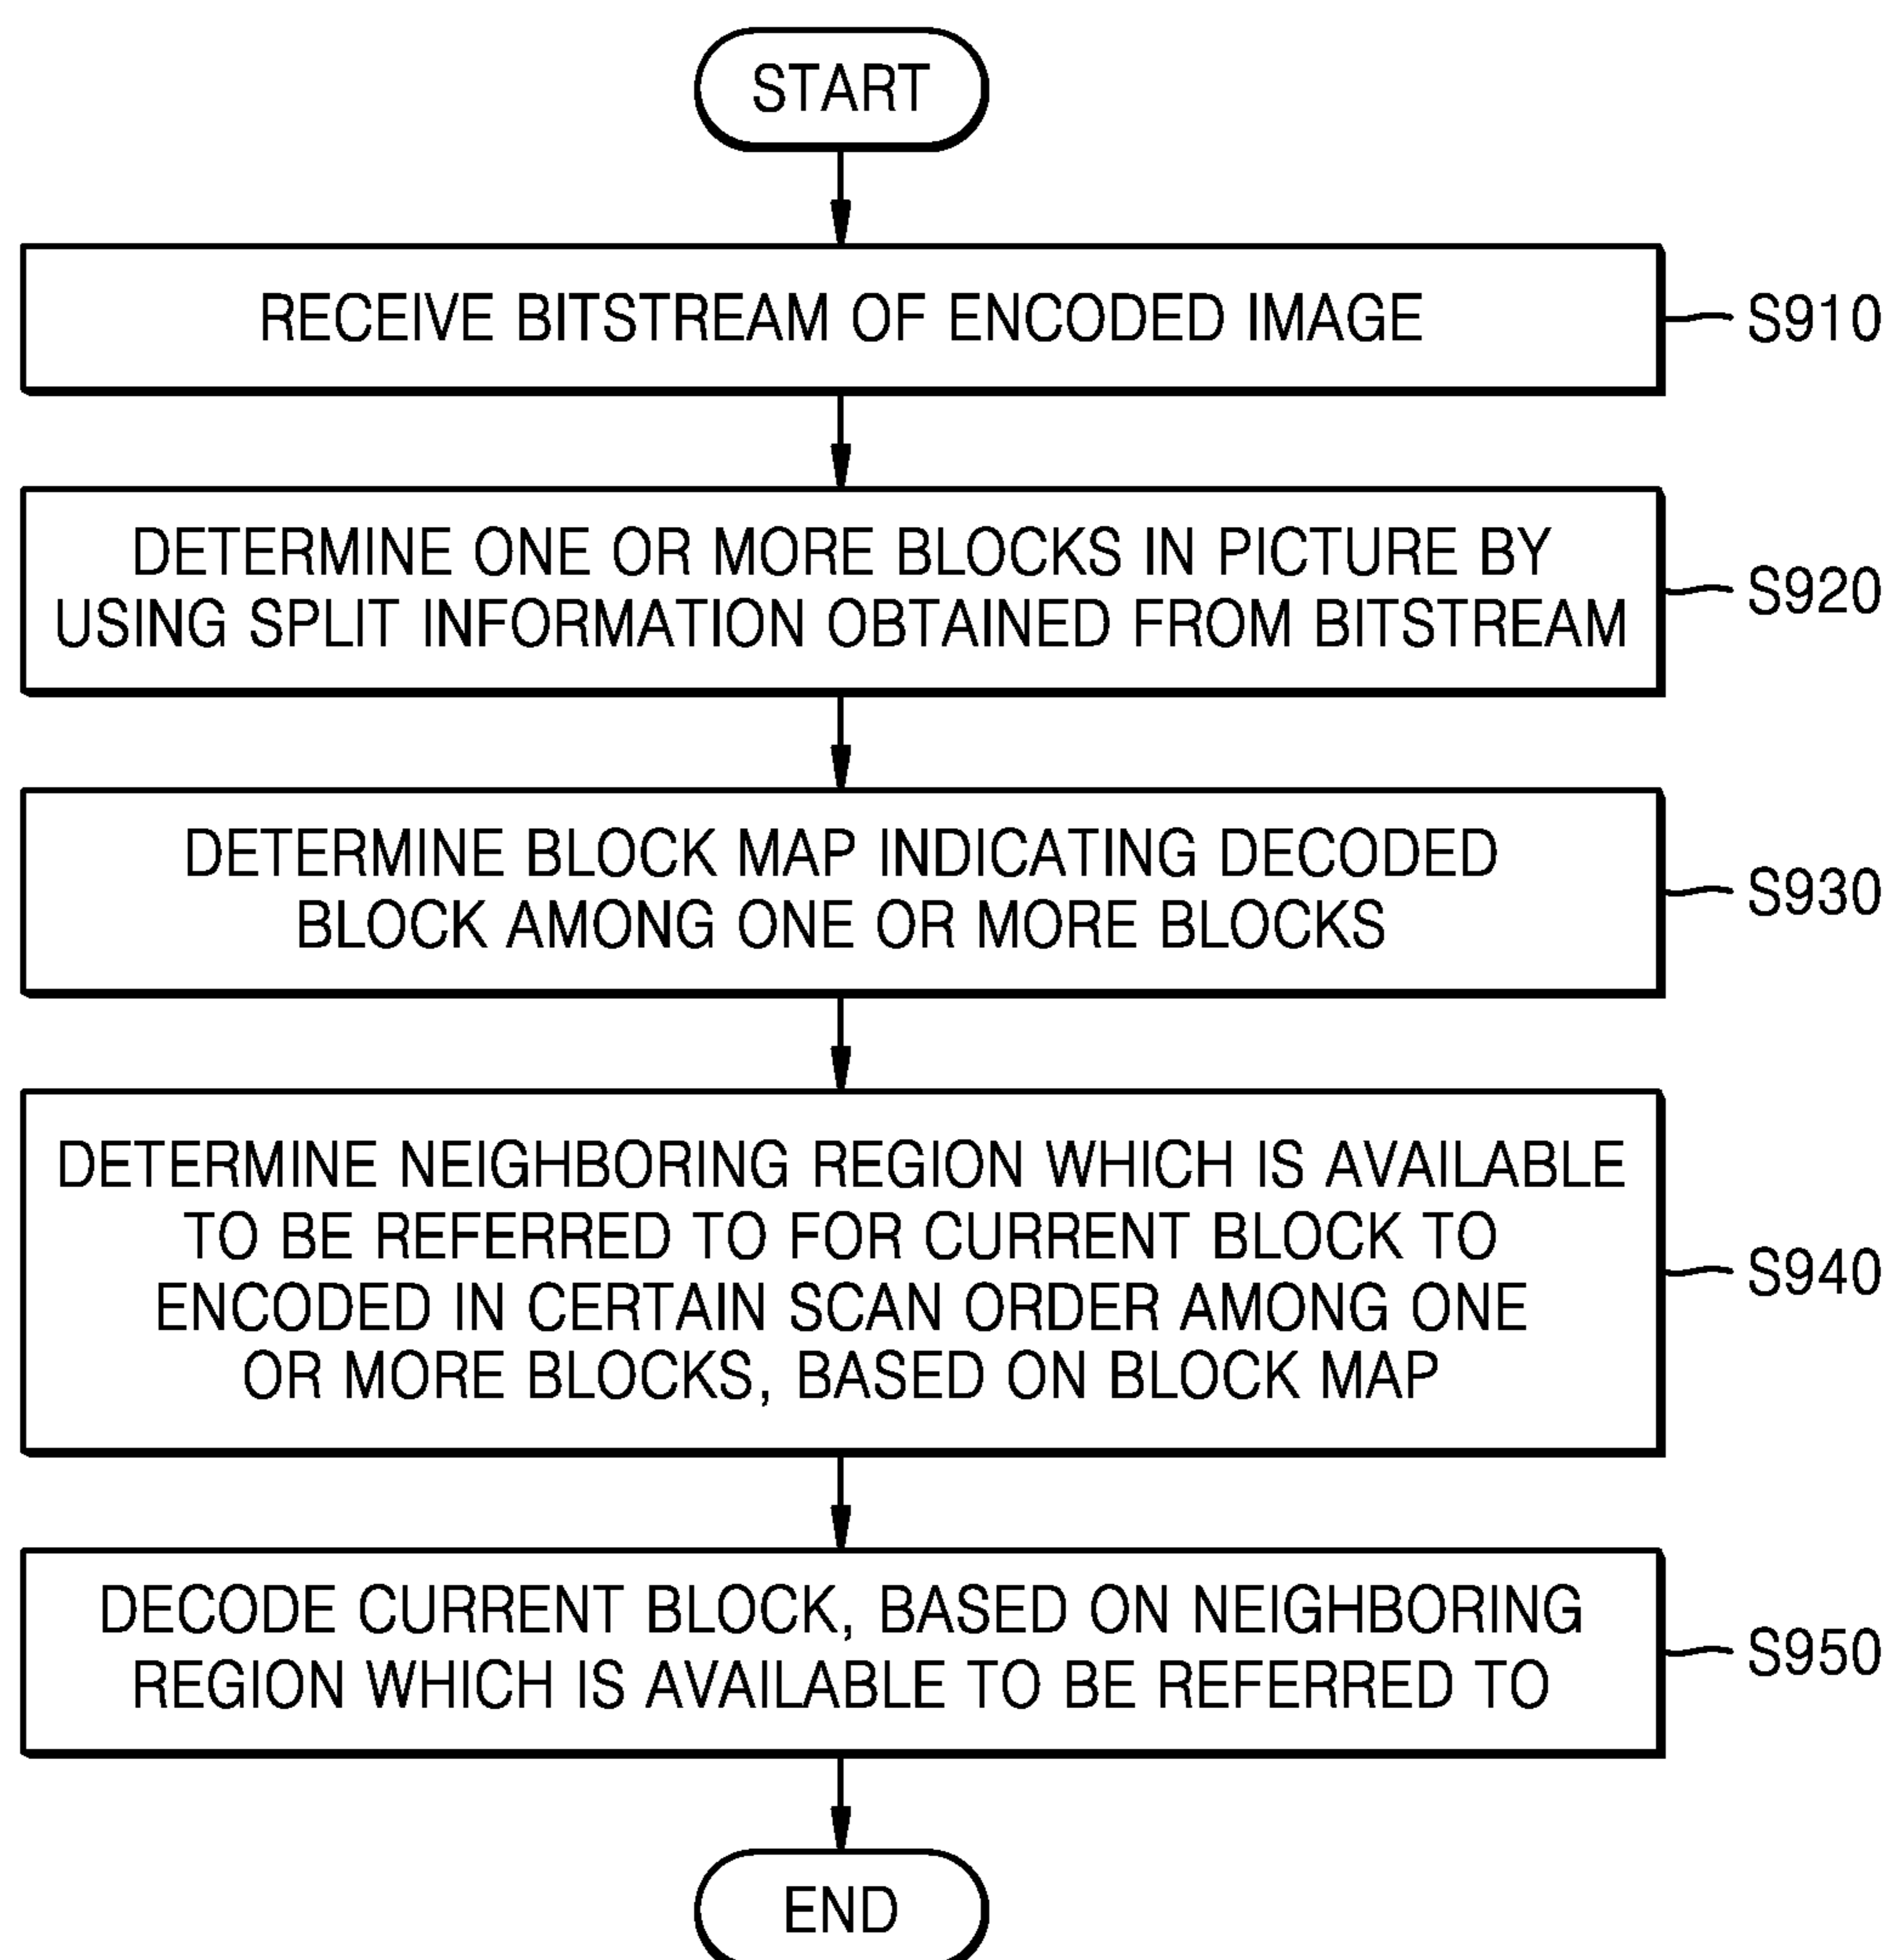 START
RECEIVE BITSTREAM OF ENCODED IMAGE
S910
DETERMINE ONE OR MORE BLOCKS IN PICTURE BY
USING SPLIT INFORMATION OBTAINED FROM BITSTREAM
S920
DETERMINE BLOCK MAP INDICATING DECODED
BLOCK AMONG ONE OR MORE BLOCKS
S930
DETERMINE NEIGHBORING REGION WHICH IS AVAILABLE
TO BE REFERRED TO FOR CURRENT BLOCK TO
ENCODED IN CERTAIN SCAN ORDER AMONG ONE
OR MORE BLOCKS, BASED ON BLOCK MAP
S940
DECODE CURRENT BLOCK, BASED ON NEIGHBORING
REGION WHICH IS AVAILABLE TO BE REFERRED TO
S950
END